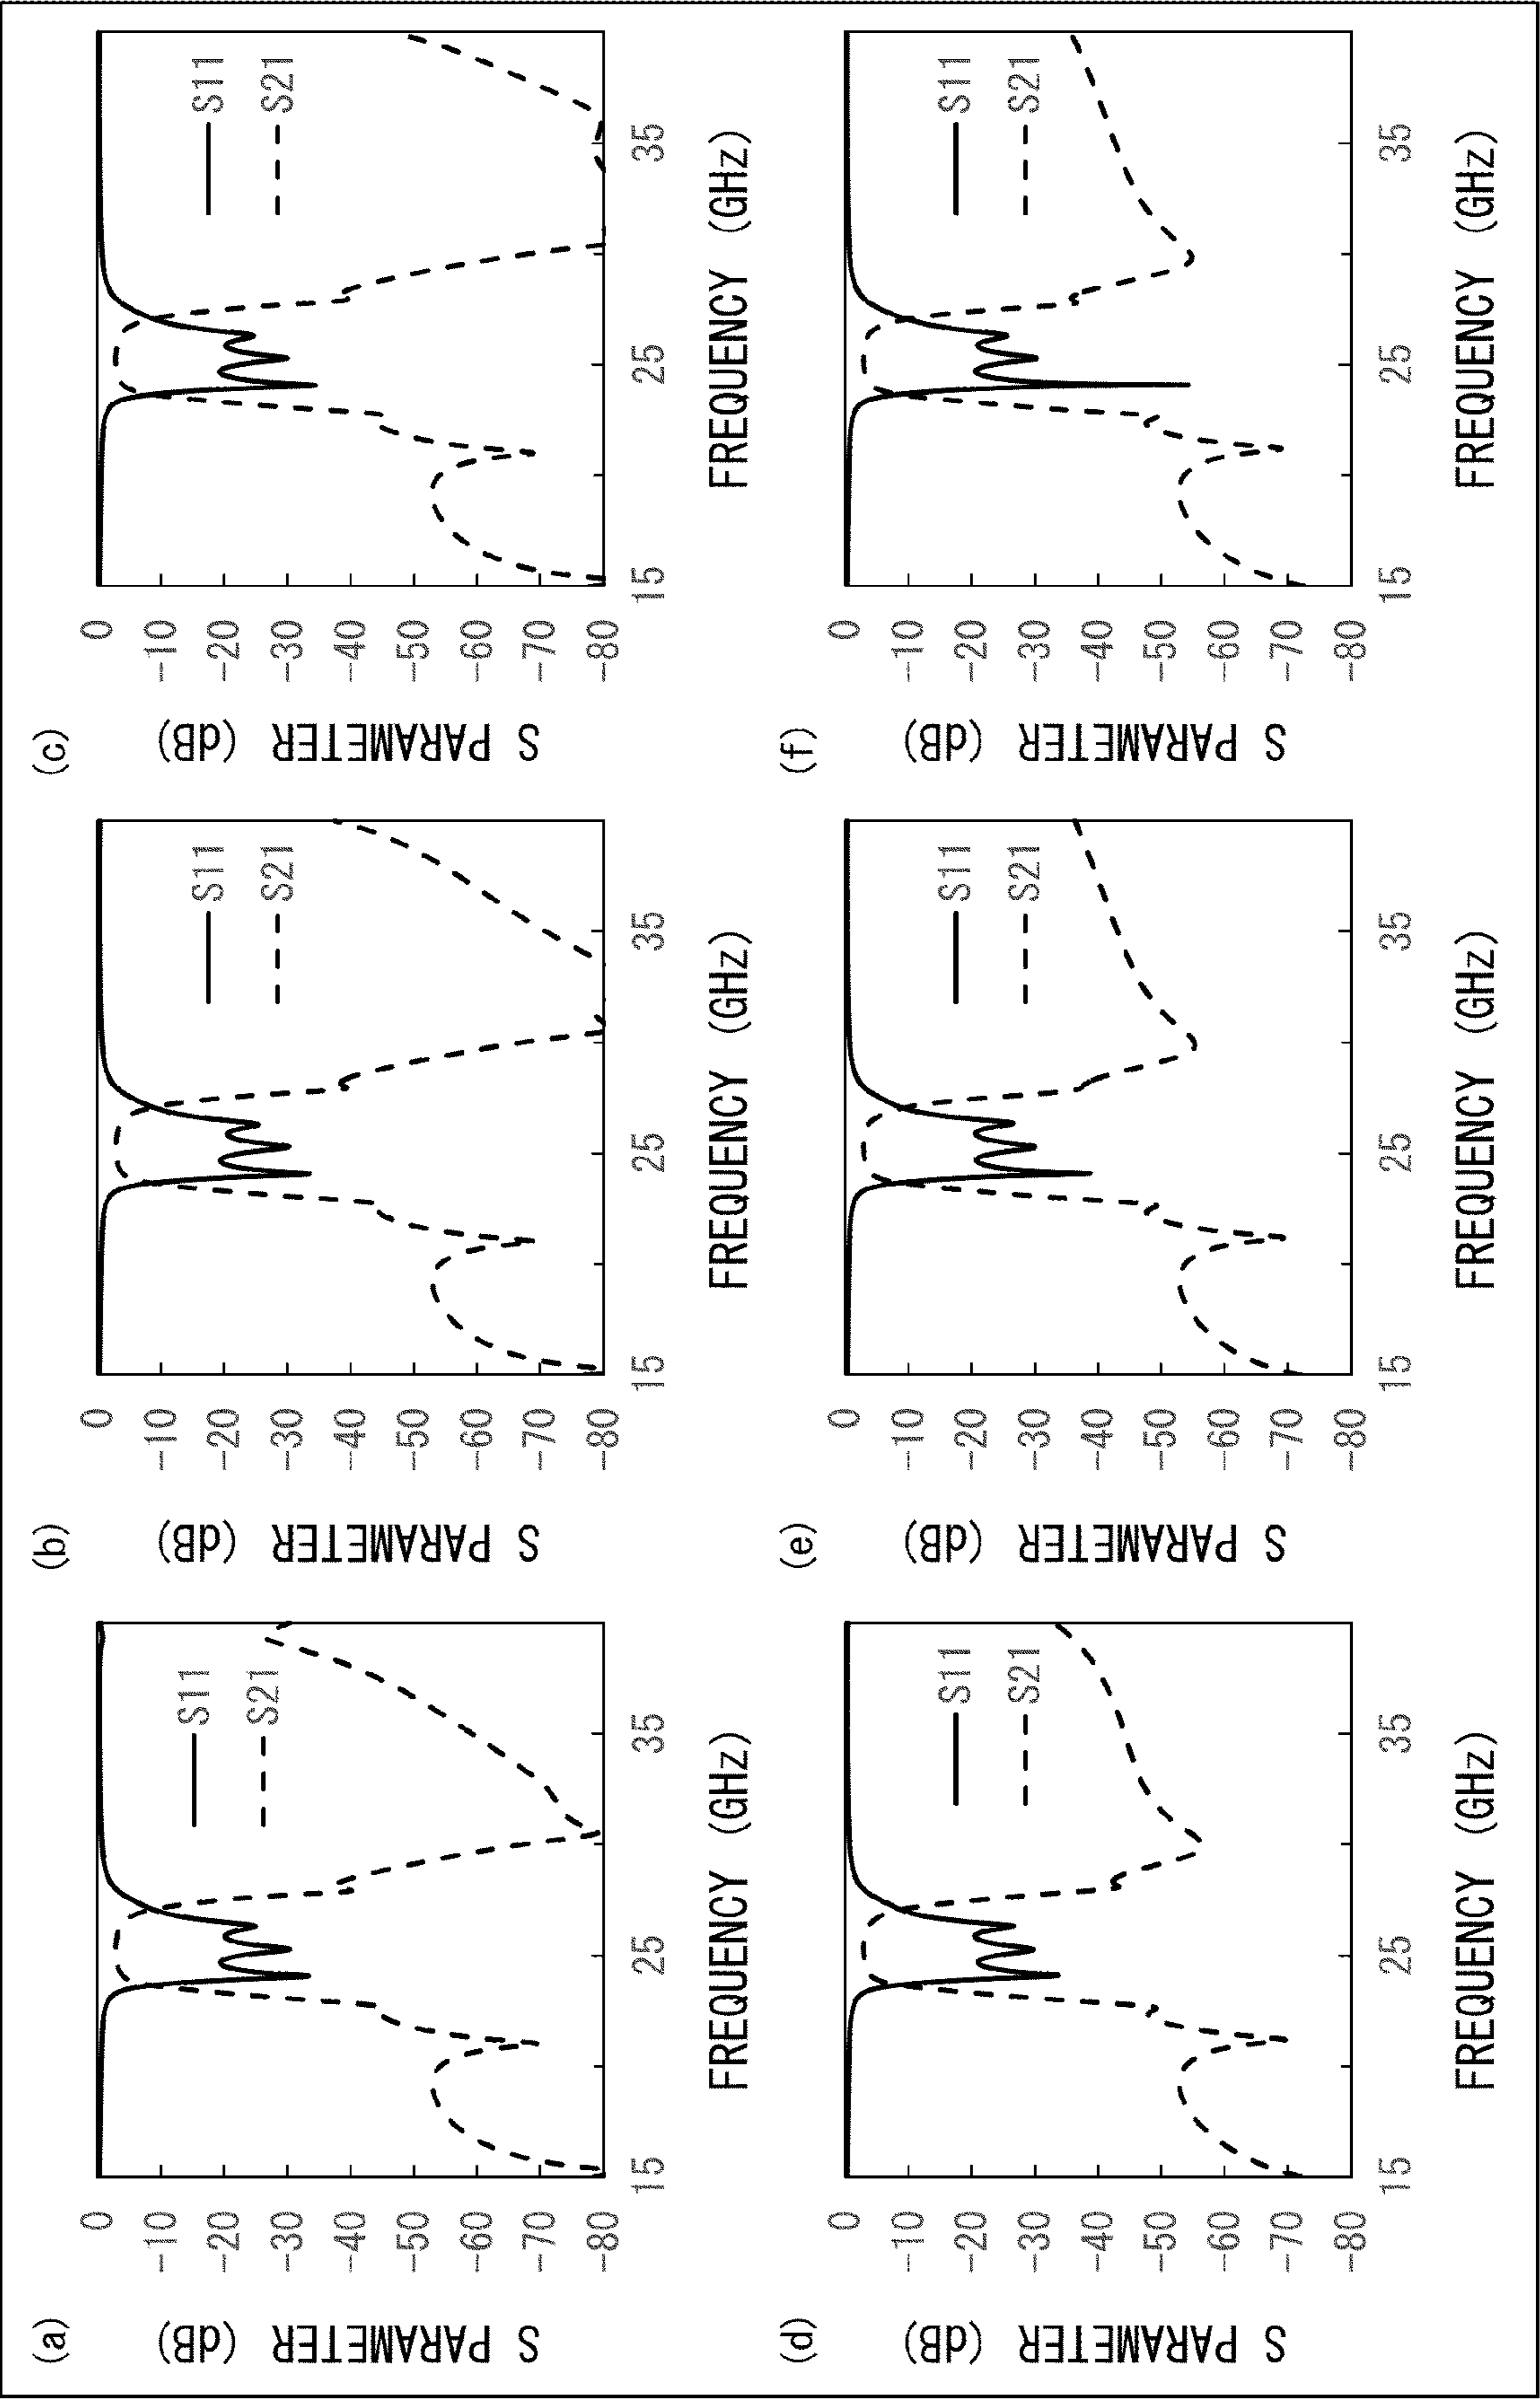 (a)
S PARAMETER (dB)
0
-10
-20
-30
-40
-50
-60
-70
-80
S11
S21
15
25
35
FREQUENCY (GHz)
(b)
S PARAMETER (dB)
0
-10
-20
-30
-40
-50
-60
-70
-80
S11
S21
15
25
35
FREQUENCY (GHz)
(c)
S PARAMETER (dB)
0
-10
-20
-30
-40
-50
-60
-70
-80
S11
S21
15
25
35
FREQUENCY (GHz)
(d)
S PARAMETER (dB)
0
-10
-20
-30
-40
-50
-60
-70
-80
S11
S21
15
25
35
FREQUENCY (GHz)
(e)
S PARAMETER (dB)
0
-10
-20
-30
-40
-50
-60
-70
-80
S11
S21
15
25
35
FREQUENCY (GHz)
(f)
S PARAMETER (dB)
0
-10
-20
-30
-40
-50
-60
-70
-80
S11
S21
15
25
35
FREQUENCY (GHz)